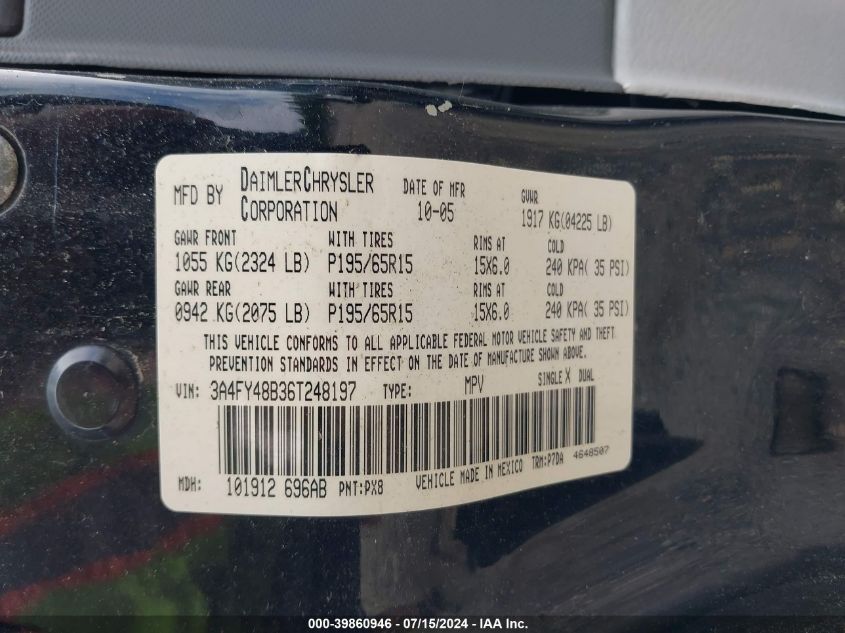 MFD BY DAIMLERCHRYSLER CORPORATION DATE OF MFR 10-05 GVWR 1917 KG(04225 LB)
GAWR FRONT WITH TIRES RIMS AT COLD
1055 KG(2324 LB) P195/65R15 15X6.0 240 KPA( 35 PSI)
GAWR REAR WITH TIRES RIMS AT COLD
0942 KG(2075 LB) P195/65R15 15X6.0 240 KPA( 35 PSI)
THIS VEHICLE CONFORMS TO ALL APPLICABLE FEDERAL MOTOR VEHICLE SAFETY AND THEFT
PREVENTION STANDARDS IN EFFECT ON THE DATE OF MANUFACTURE SHOWN ABOVE.
VIN: 3A4FY48B36T248197 TYPE: MPV SINGLE X DUAL
MDH: 101912 696AB PNT:PX8 VEHICLE MADE IN MEXICO TRM:P7DA 4648507
000-39860946 - 07/15/2024 - IAA Inc.